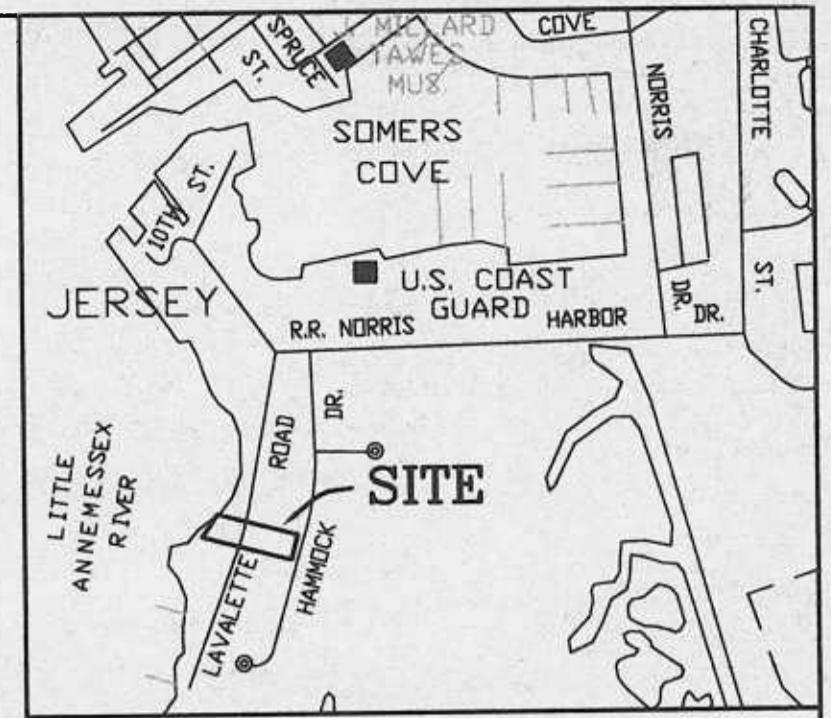 J. MILLARD
TAWES
MUS
COVE
SPRUCE
ST.
NORRIS
CHARLOTTE
SOMERS
COVE
10TH ST.
U.S. COAST
GUARD
DR.
DR.
ST.
JERSEY
R.R. NORRIS
HARBOR
ROAD
DR.
SITE
LITTLE
ANNEMESSEX
RIVER
LAVALETTE
HAMMOCK